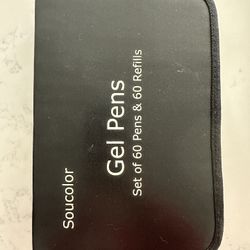 Soucolor
Gel Pens
Set of 60 Pens & 60 Refills